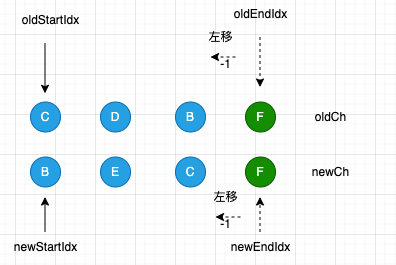 oldStartIdx
oldEndIdx
左移
-1
C D B F oldCh
B E C F newCh
左移
-1
newStartIdx
newEndIdx